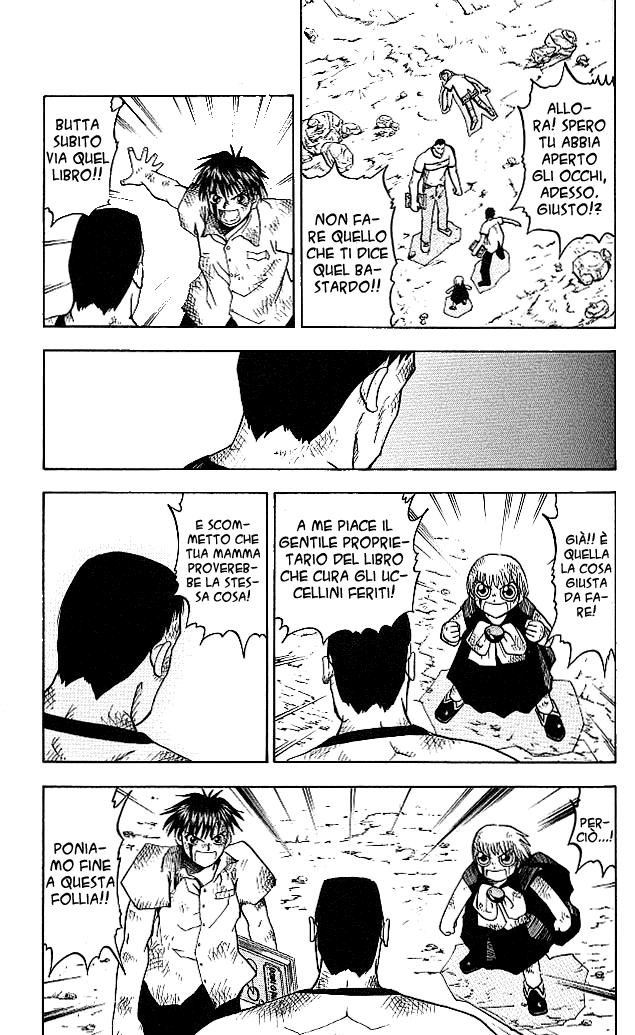 ALLO-
RA! SPERO
TU ABBIA
APERTO
GLI OCCHI,
ADESSO.
GIUSTO!?
NON FA-
RE QUELLO
CHE TI DICE
QUEL BA-
STARDO!!
BUTTA
SUBITO
VIA QUEL
LIBRO!!
GIÀ!! È
QUELLA
LA COSA
GIUSTA
DA FA-
RE!
A ME PIACE IL
GENTILE PROPRIE-
TARIO DEL LIBRO
CHE CURA GLI UC-
CELLINI FERITI!
E SCOM-
METTO CHE
TUA MAMMA
PROVEREB-
BE LA STES-
SA COSA!
PER-
CIÒ...!
PONIA-
MO FINE
A QUESTA
FOLLIA!!